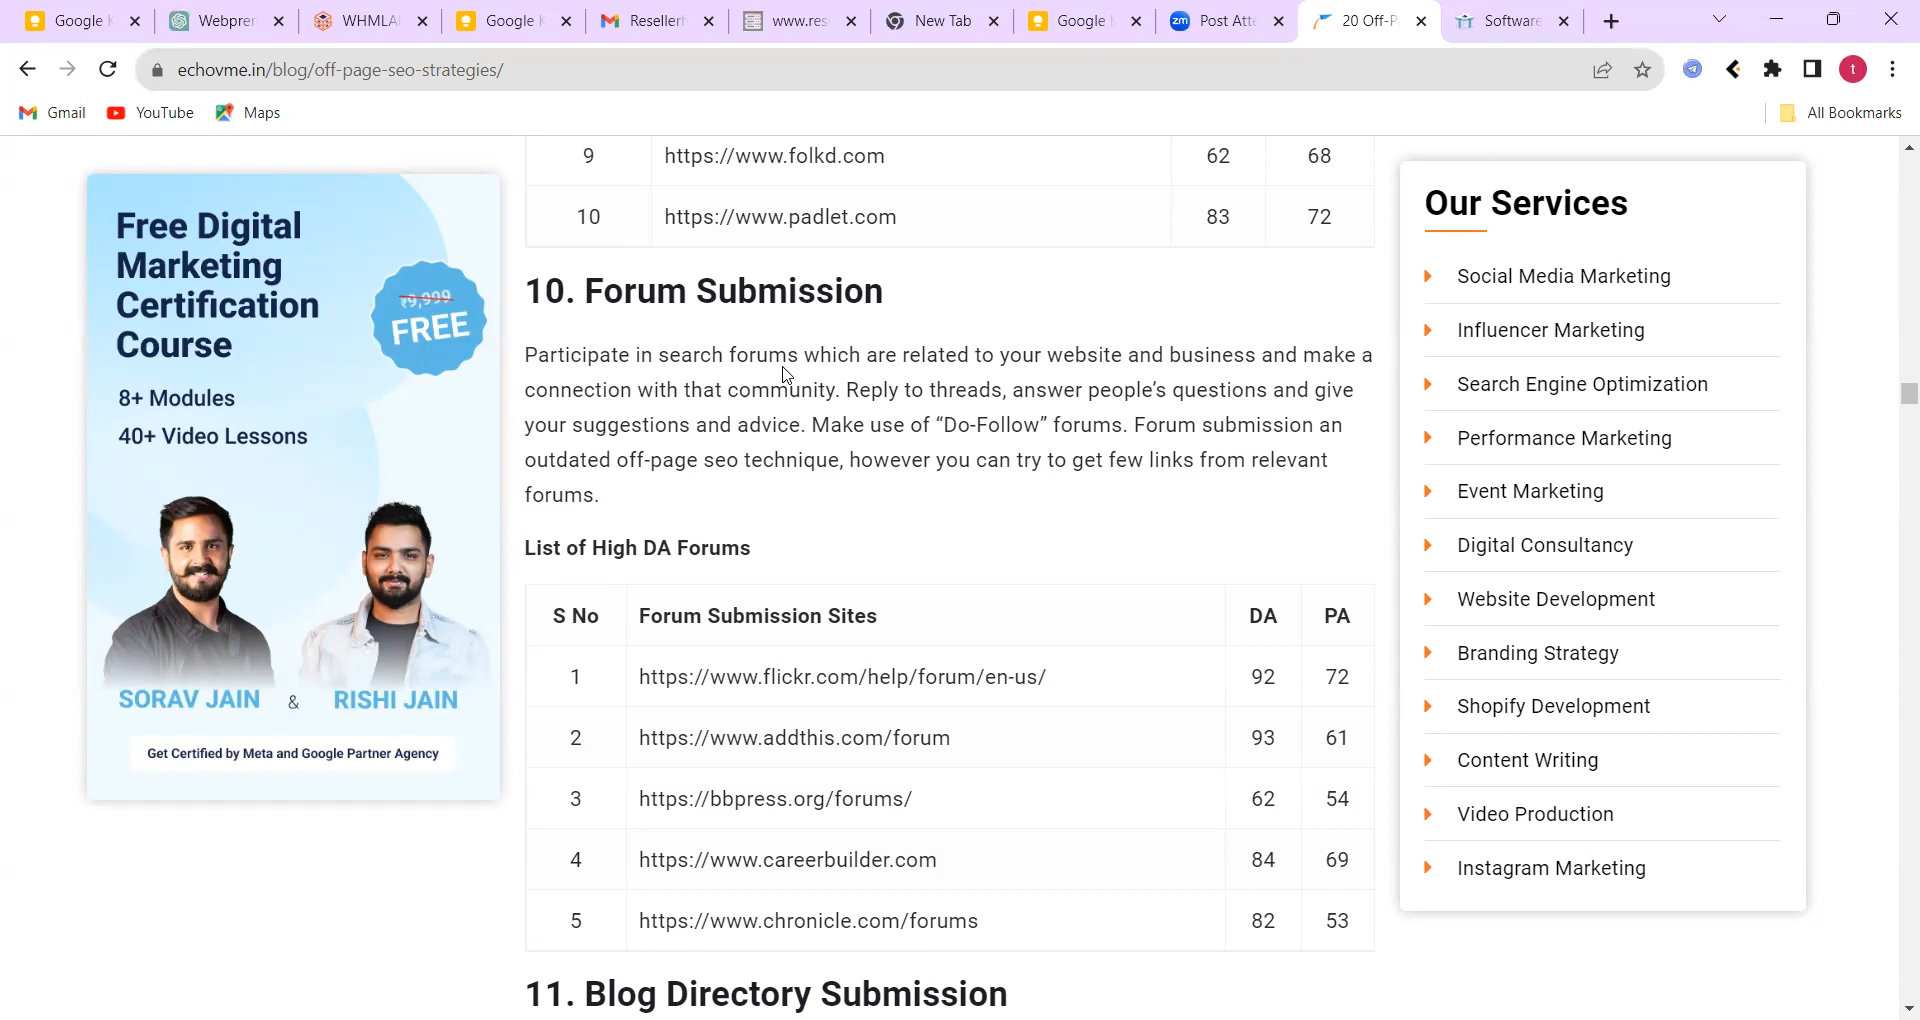 Google K
Webprer
WHMLA
Google K
Resellerh
www.res
New Tab
Google
zm Post Atte
20 Off-P
Software
echovme.in/blog/off-page-seo-strategies/
t
Gmail
YouTube
Maps
All Bookmarks
Free Digital
Marketing
Certification
Course
₹9,999
FREE
8+ Modules
40+ Video Lessons
SORAV JAIN & RISHI JAIN
Get Certified by Meta and Google Partner Agency
9 https://www.folkd.com 62 68
10 https://www.padlet.com 83 72
10. Forum Submission
Participate in search forums which are related to your website and business and make a
connection with that community. Reply to threads, answer people’s questions and give
your suggestions and advice. Make use of “Do-Follow” forums. Forum submission an
outdated off-page seo technique, however you can try to get few links from relevant
forums.
List of High DA Forums
S No Forum Submission Sites DA PA
1 https://www.flickr.com/help/forum/en-us/ 92 72
2 https://www.addthis.com/forum 93 61
3 https://bbpress.org/forums/ 62 54
4 https://www.careerbuilder.com 84 69
5 https://www.chronicle.com/forums 82 53
11. Blog Directory Submission
Our Services
Social Media Marketing
Influencer Marketing
Search Engine Optimization
Performance Marketing
Event Marketing
Digital Consultancy
Website Development
Branding Strategy
Shopify Development
Content Writing
Video Production
Instagram Marketing